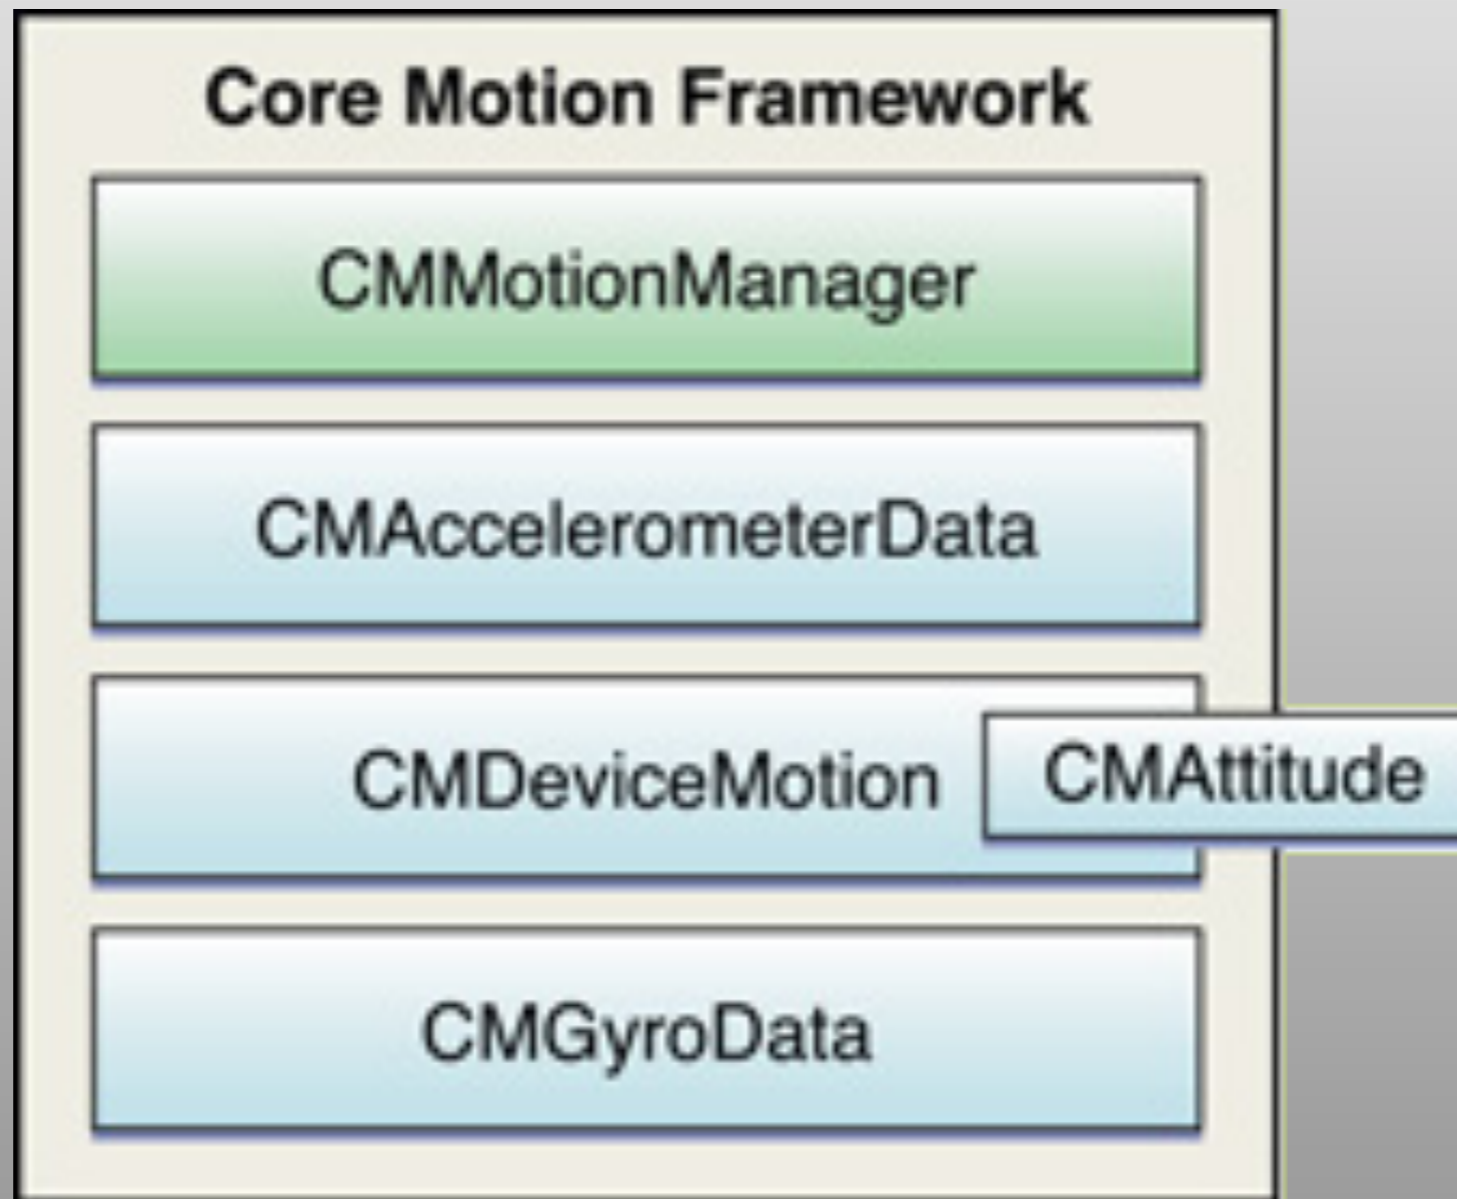 Core Motion Framework
CMMotionManager
CMAccelerometerData
CMDeviceMotion
CMAttitude
CMGyroData